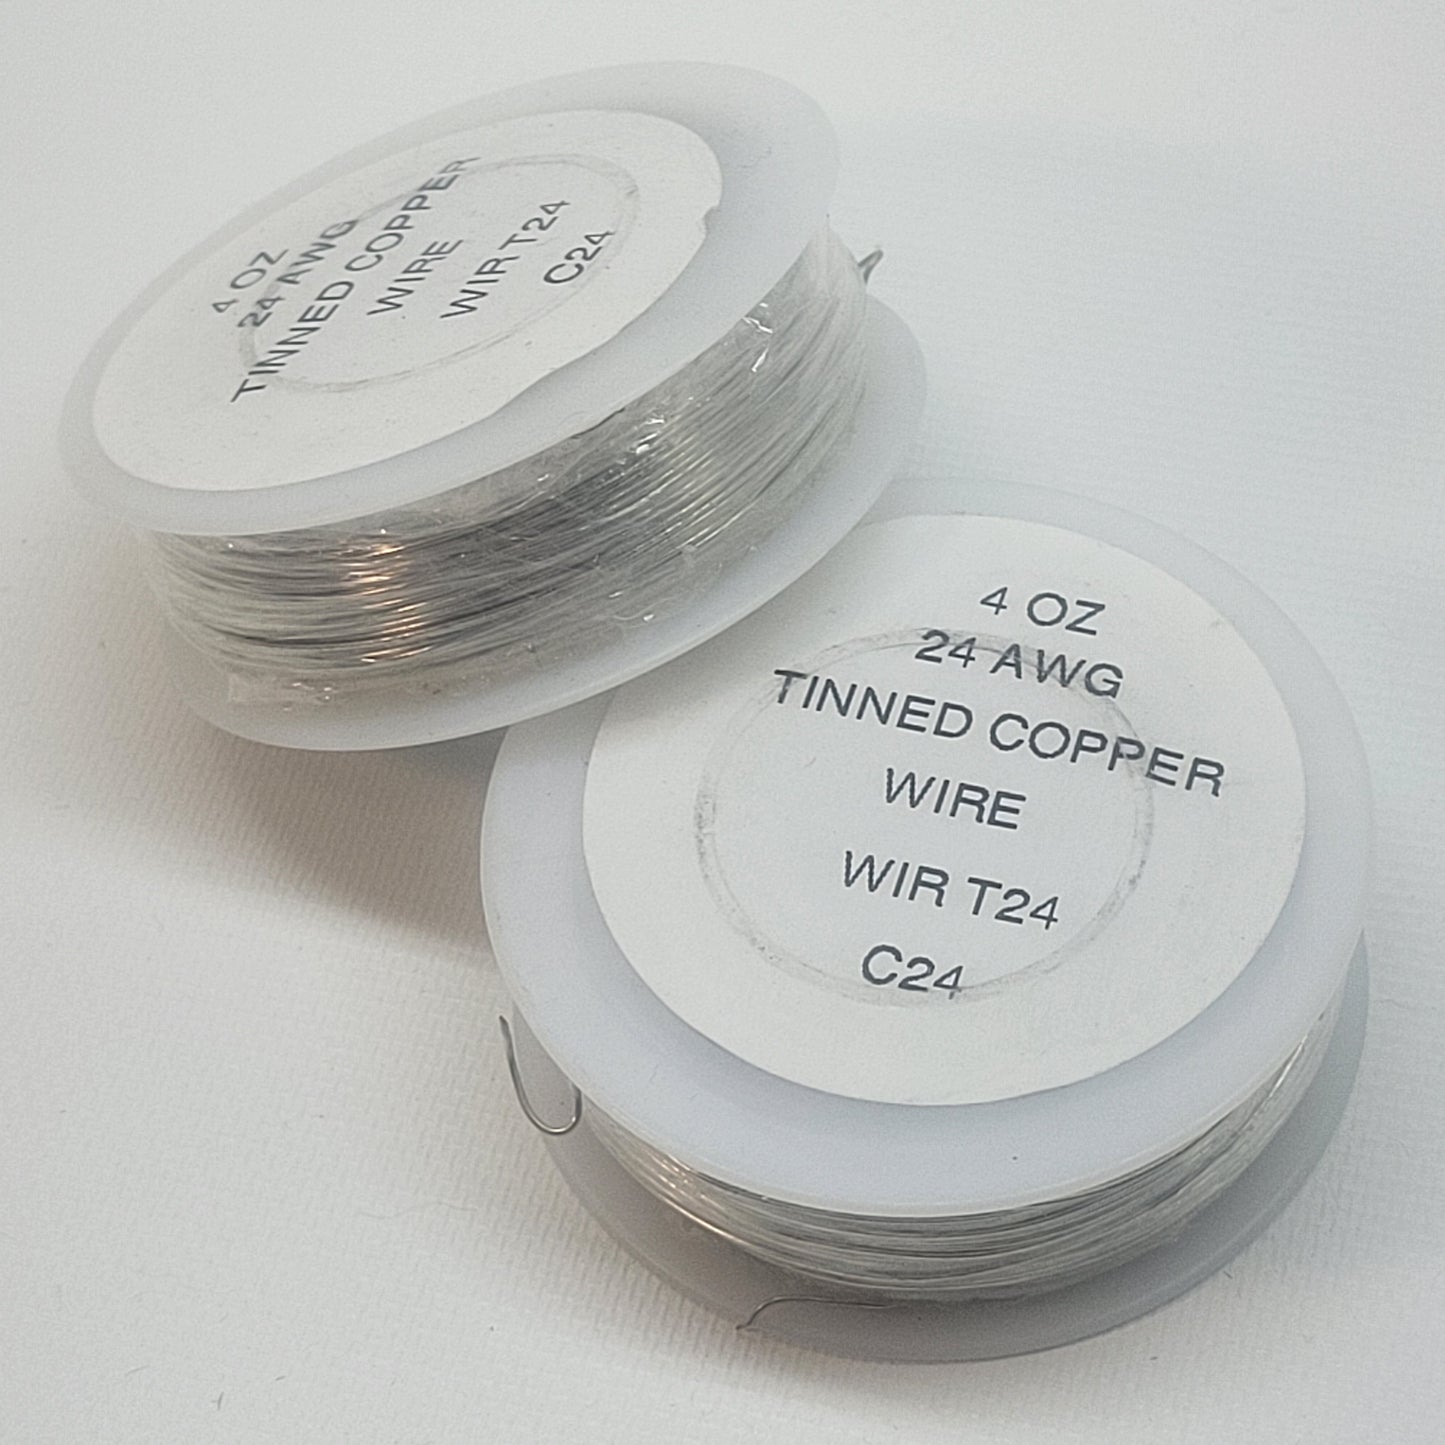 4 OZ
24 AWG
TINNED COPPER
WIRE
WIR T24
C24
4 OZ
24 AWG
TINNED COPPER
WIRE
WIR T24
C24